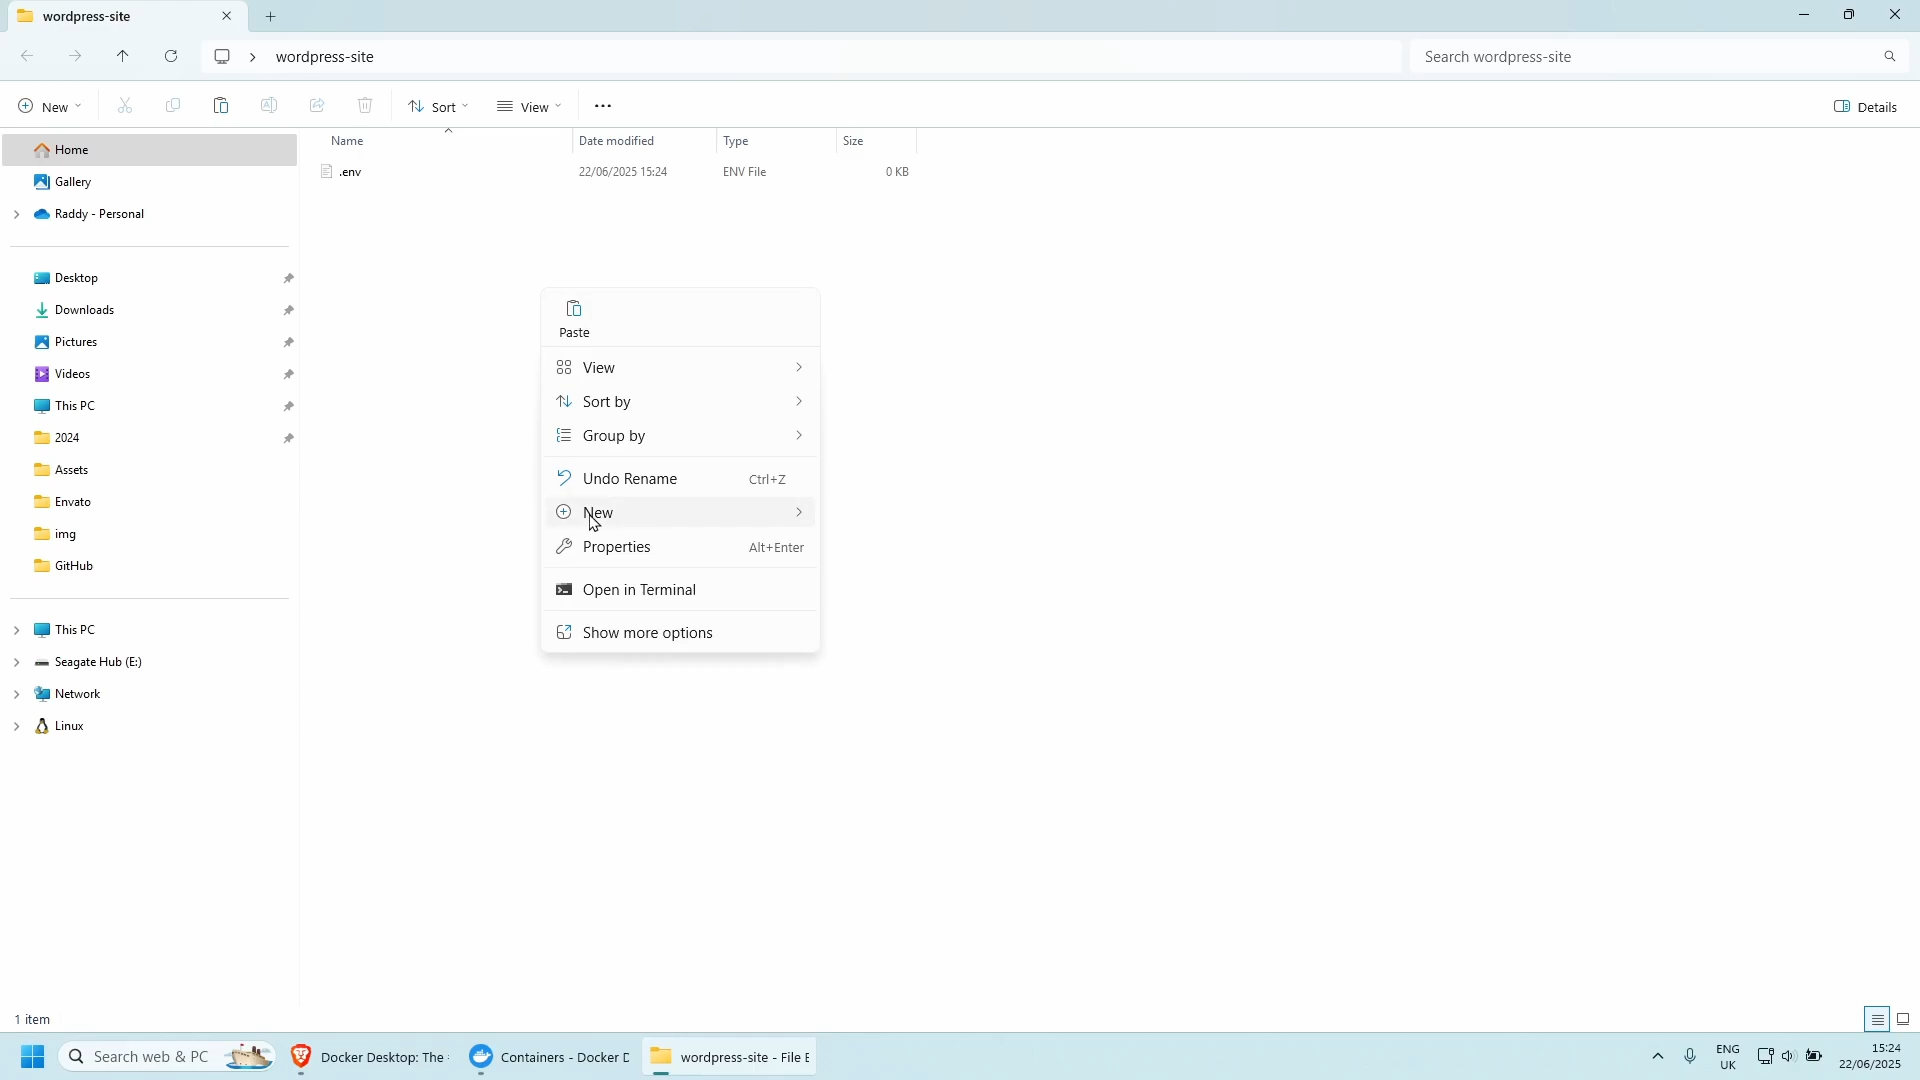 wordpress-site
wordpress-site
Search wordpress-site
New
Sort
View
Details
Name
Date modified
Type
Size
.env
22/06/2025 15:24
ENV File
0 KB
Home
Gallery
Raddy - Personal
Desktop
Downloads
Pictures
Videos
This PC
2024
Assets
Envato
img
GitHub
This PC
Seagate Hub (E:)
Network
Linux
Paste
View
Sort by
Group by
Undo Rename Ctrl+Z
New
Properties Alt+Enter
Open in Terminal
Show more options
1 item
Search web & PC
Docker Desktop: The
Containers - Docker D
wordpress-site - File E
ENG
UK
15:24
22/06/2025